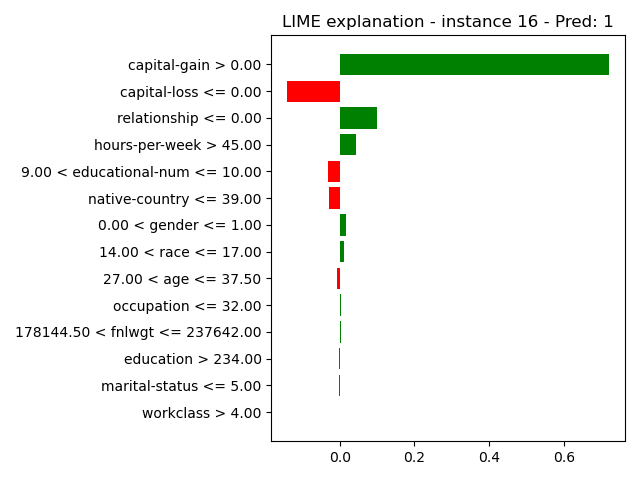 LIME explanation - instance 16 - Pred: 1
capital-gain > 0.00
capital-loss <= 0.00
relationship <= 0.00
hours-per-week > 45.00
9.00 < educational-num <= 10.00
native-country <= 39.00
0.00 < gender <= 1.00
14.00 < race <= 17.00
27.00 < age <= 37.50
occupation <= 32.00
178144.50 < fnlwgt <= 237642.00
education > 234.00
marital-status <= 5.00
workclass > 4.00
0.0 0.2 0.4 0.6